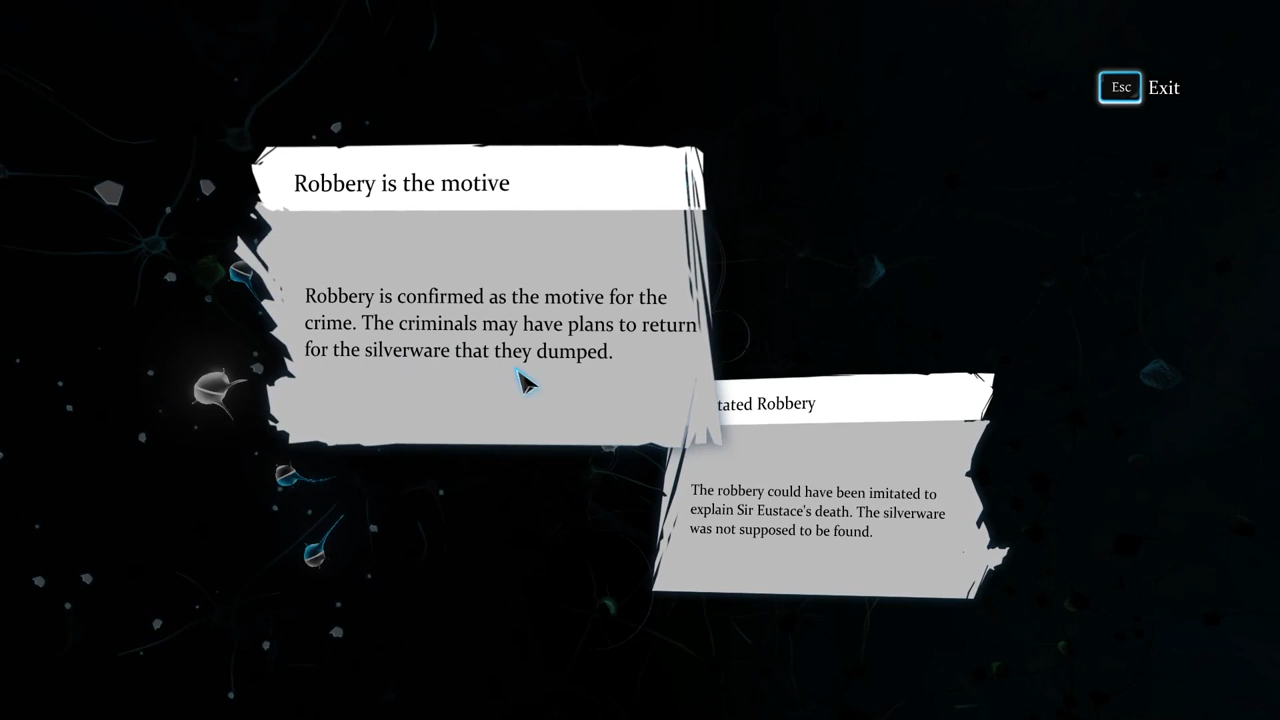 Esc Exit
Robbery is the motive
Robbery is confirmed as the motive for the
crime. The criminals may have plans to return
for the silverware that they dumped.
tated Robbery
The robbery could have been imitated to
explain Sir Eustace's death. The silverware
was not supposed to be found.